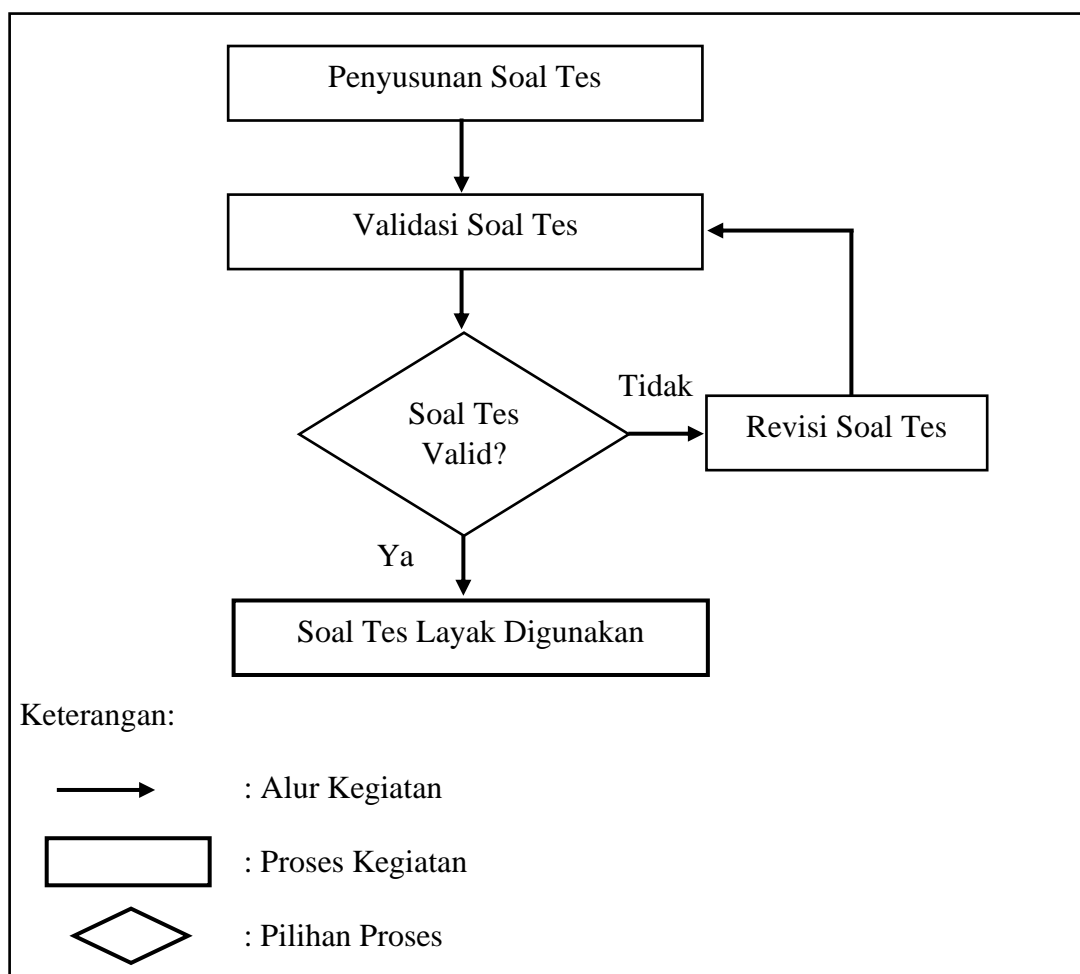 Penyusunan Soal Tes
Validasi Soal Tes
Soal Tes
Valid?
Tidak
Revisi Soal Tes
Ya
Soal Tes Layak Digunakan
Keterangan:
: Alur Kegiatan
: Proses Kegiatan
: Pilihan Proses